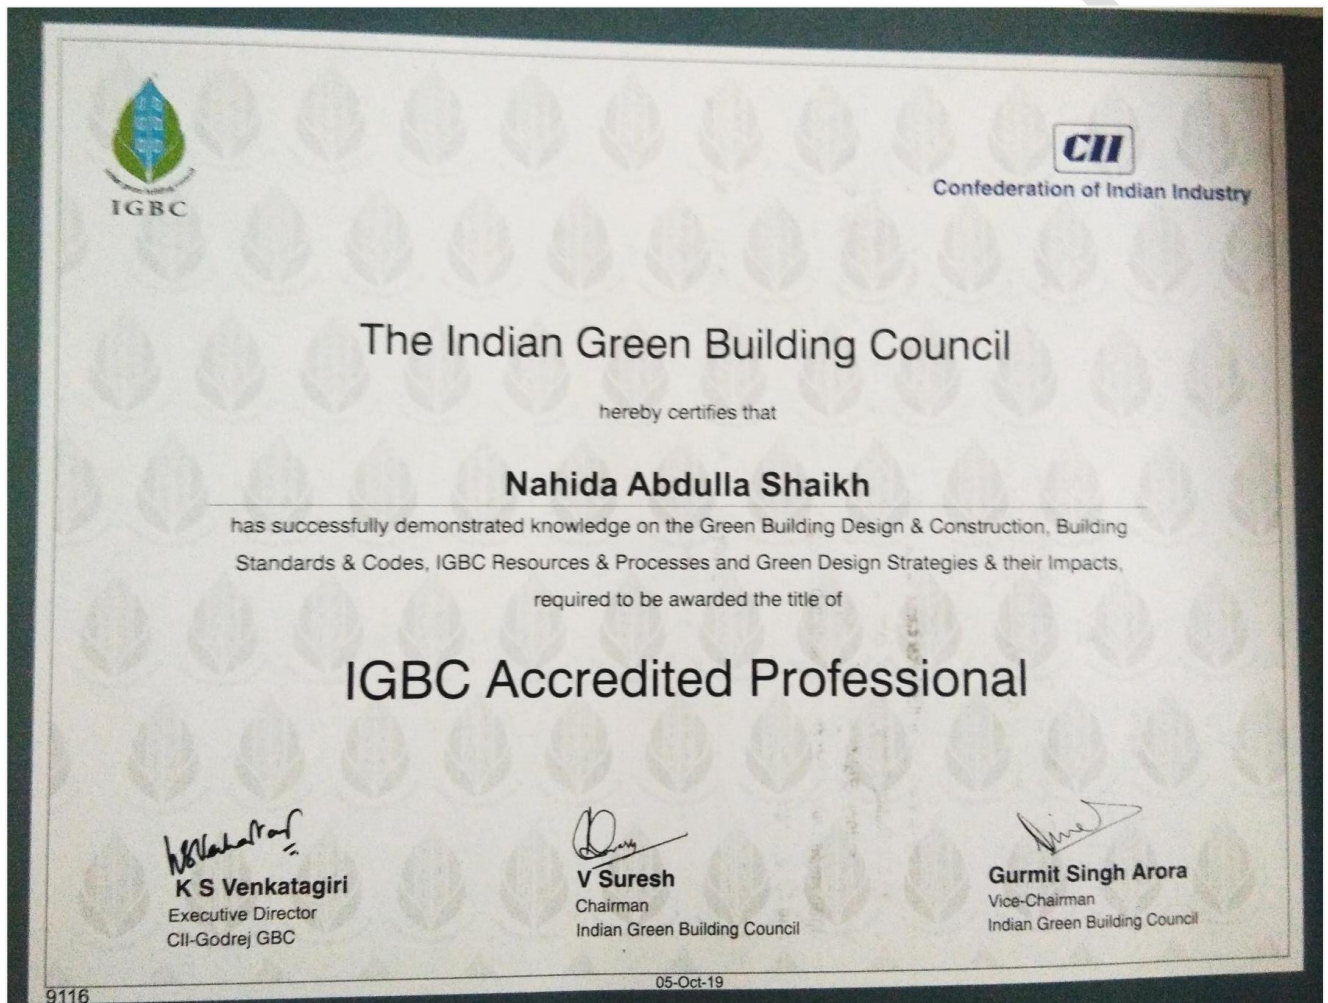 IGBC
CII
Confederation of Indian Industry
The Indian Green Building Council
hereby certifies that
Nahida Abdulla Shaikh
has successfully demonstrated knowledge on the Green Building Design & Construction, Building
Standards & Codes, IGBC Resources & Processes and Green Design Strategies & their Impacts,
required to be awarded the title of
IGBC Accredited Professional
K S Venkatagiri
Executive Director
CII-Godrej GBC
V Suresh
Chairman
Indian Green Building Council
Gurmit Singh Arora
Vice-Chairman
Indian Green Building Council
05-Oct-19
9116